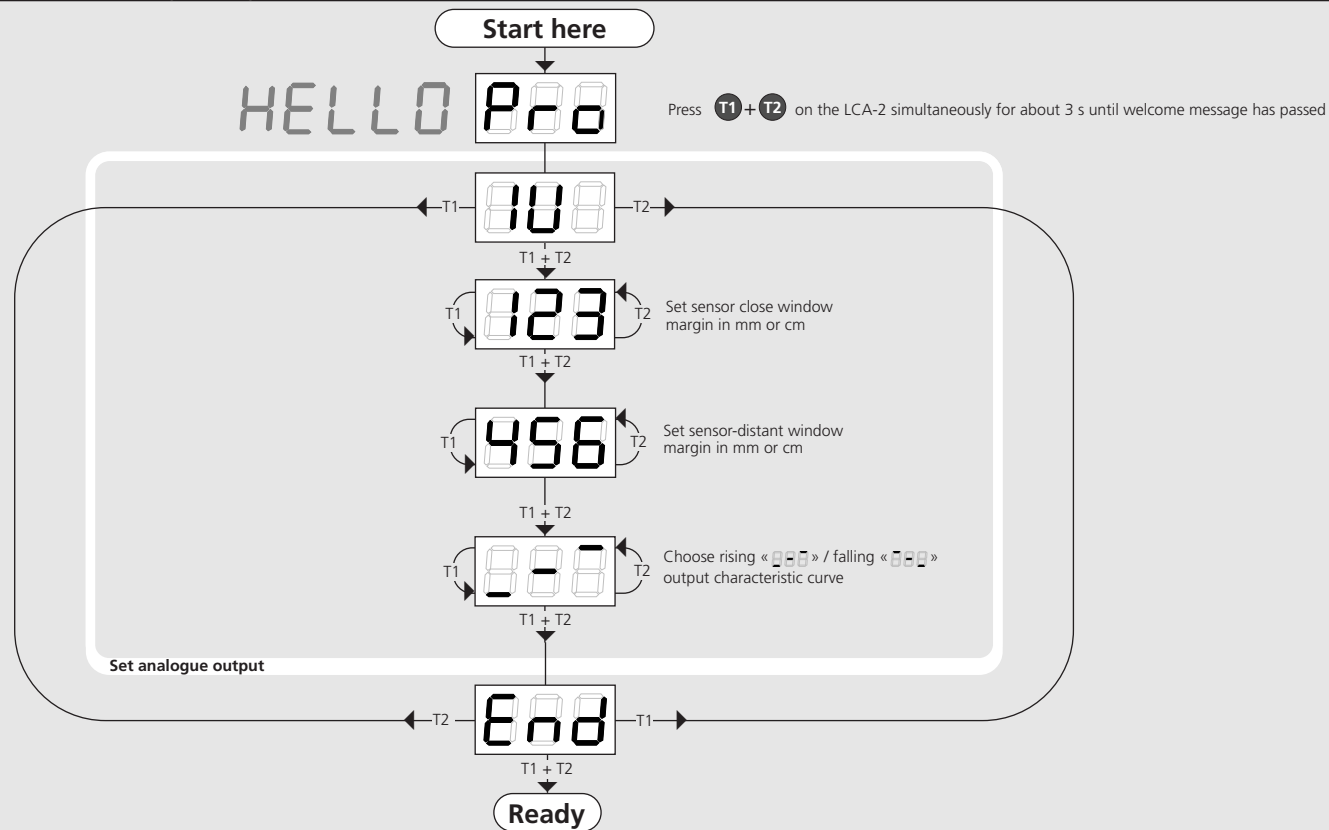 Start here
HELLO Pro
Press T1 + T2 on the LCA-2 simultaneously for about 3 s until welcome message has passed
T1 IU T2
T1 + T2
T1 123 T2
Set sensor close window
margin in mm or cm
T1 + T2
T1 456 T2
Set sensor-distant window
margin in mm or cm
T1 + T2
T1 _-¯ T2
Choose rising «_-¯» / falling «¯-_»
output characteristic curve
T1 + T2
Set analogue output
T2 End T1
T1 + T2
Ready